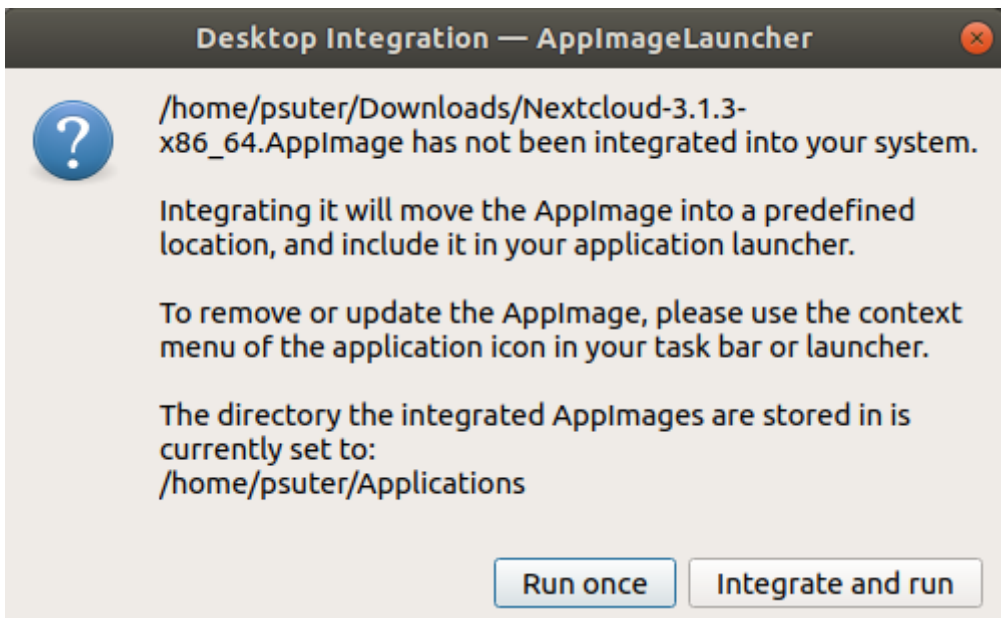 Desktop Integration — AppImageLauncher
/home/psuter/Downloads/Nextcloud-3.1.3-
x86_64.AppImage has not been integrated into your system.
Integrating it will move the AppImage into a predefined
location, and include it in your application launcher.
To remove or update the AppImage, please use the context
menu of the application icon in your task bar or launcher.
The directory the integrated AppImages are stored in is
currently set to:
/home/psuter/Applications
Run once
Integrate and run